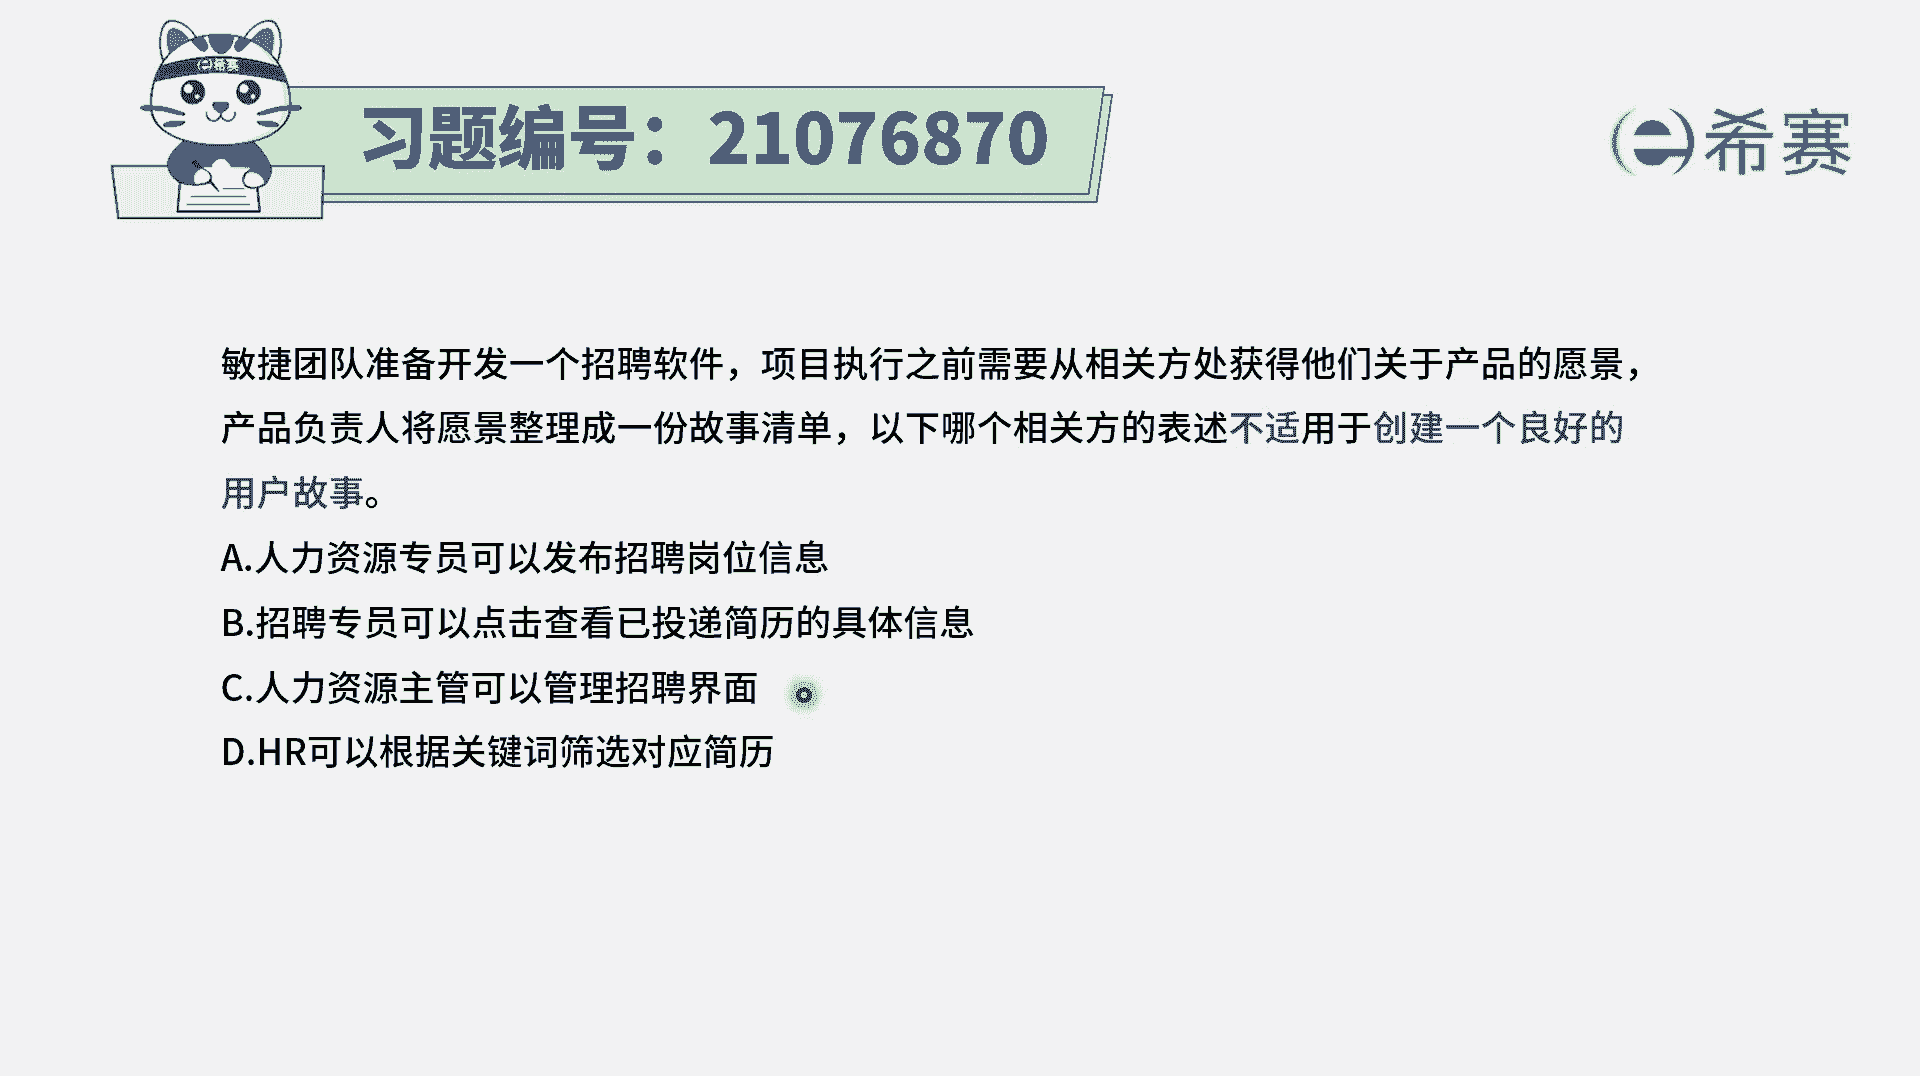 希赛
习题编号：21076870
希赛
敏捷团队准备开发一个招聘软件，项目执行之前需要从相关方处获得他们关于产品的愿景，
产品负责人将愿景整理成一份故事清单，以下哪个相关方的表述不适用于创建一个良好的
用户故事。
A.人力资源专员可以发布招聘岗位信息
B.招聘专员可以点击查看已投递简历的具体信息
C.人力资源主管可以管理招聘界面
D.HR可以根据关键词筛选对应简历